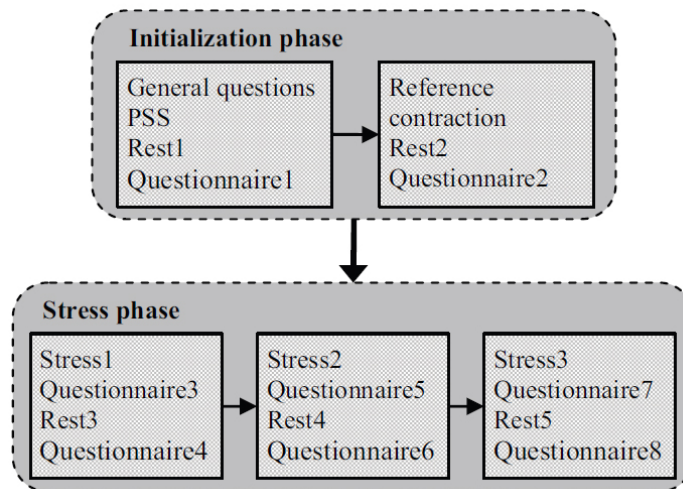 Initialization phase
General questions
PSS
Rest1
Questionnaire1
Reference
contraction
Rest2
Questionnaire2
Stress phase
Stress1
Questionnaire3
Rest3
Questionnaire4
Stress2
Questionnaire5
Rest4
Questionnaire6
Stress3
Questionnaire7
Rest5
Questionnaire8